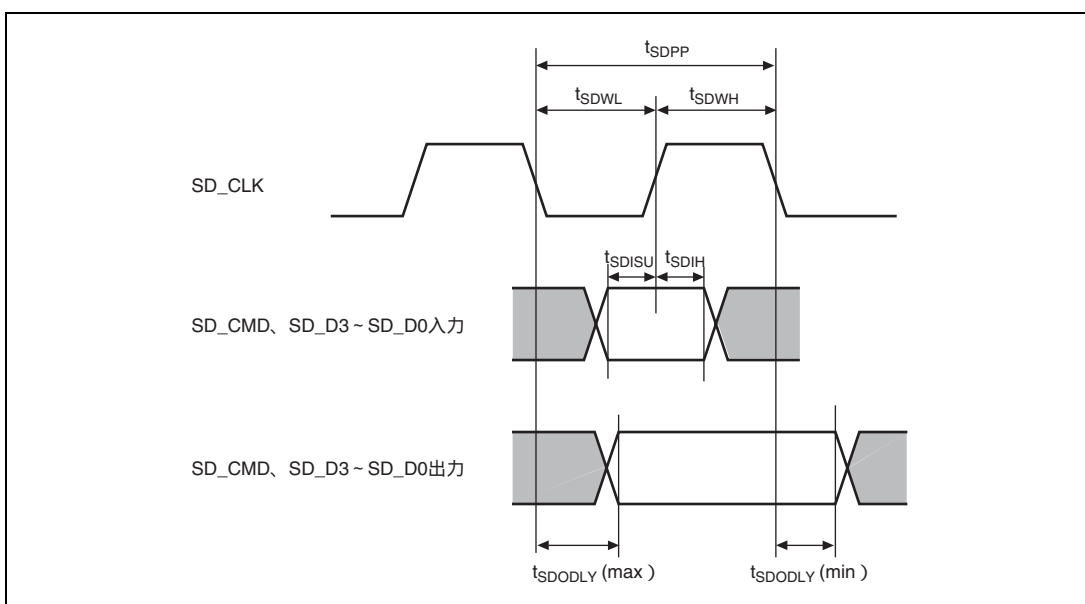 tSDPP
tSDWL tSDWH
SD_CLK
tSDISU tSDIH
SD_CMD、SD_D3～SD_D0入力
SD_CMD、SD_D3～SD_D0出力
tSDODLY (max） tSDODLY (min）